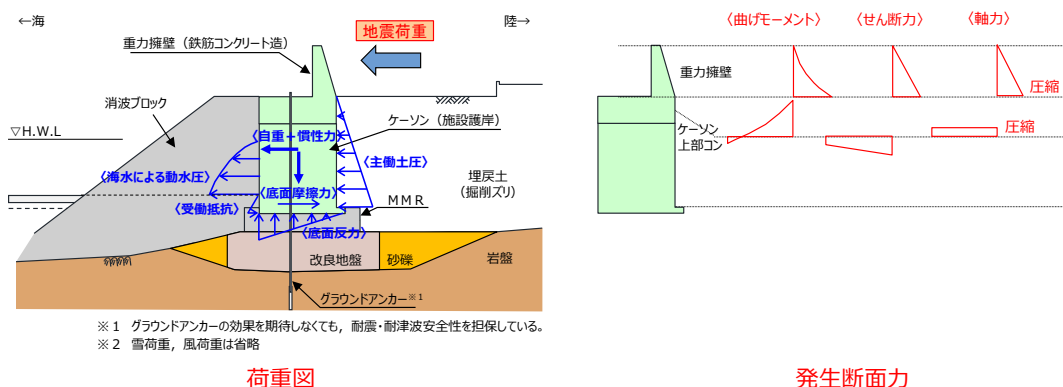 ←海
陸→
地震荷重
重力擁壁（鉄筋コンクリート造）
消波ブロック
▽H.W.L
ケーソン（施設護岸）
〈自重＋慣性力〉
〈主働土圧〉
〈海水による動水圧〉
埋戻土
（掘削ズリ）
〈底面摩擦力〉
〈受働抵抗〉
ＭＭＲ
〈底面反力〉
改良地盤
砂礫
岩盤
グラウンドアンカー※1
※１　グラウンドアンカーの効果を期待しなくても，耐震・耐津波安全性を担保している。
※２　雪荷重，風荷重は省略
荷重図
〈曲げモーメント〉
〈せん断力〉
〈軸力〉
重力擁壁
圧縮
ケーソン
上部コン
圧縮
発生断面力